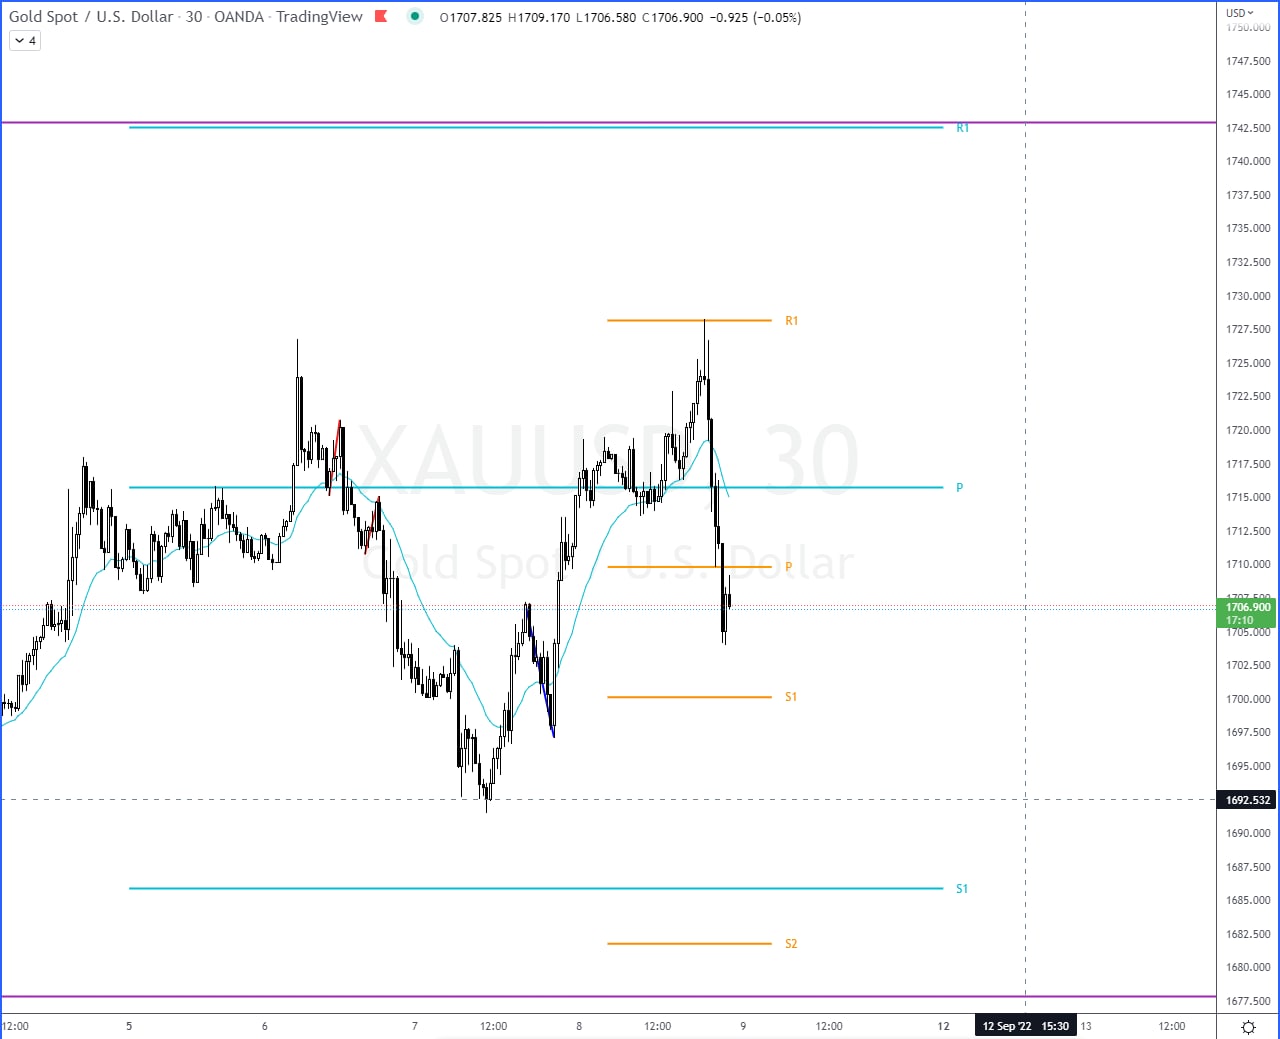 Gold Spot / U.S. Dollar · 30 · OANDA · TradingView O1707.825 H1709.170 L1706.580 C1706.900 −0.925 (−0.05%)
USD
4
1750.000
1747.500
1745.000
R1
1742.500
1740.000
1737.500
1735.000
1732.500
1730.000
R1
1727.500
1725.000
1722.500
1720.000
XAUUSD, 30
1717.500
P
1715.000
1712.500
Gold Spot / U.S. Dollar
P
1710.000
1707.500
1706.900
17:10
1705.000
1702.500
S1
1700.000
1697.500
1695.000
1692.532
1690.000
1687.500
S1
1685.000
1682.500
S2
1680.000
1677.500
12:00 5 6 7 12:00 8 12:00 9 12:00 12 12 Sep '22 15:30 13 12:00